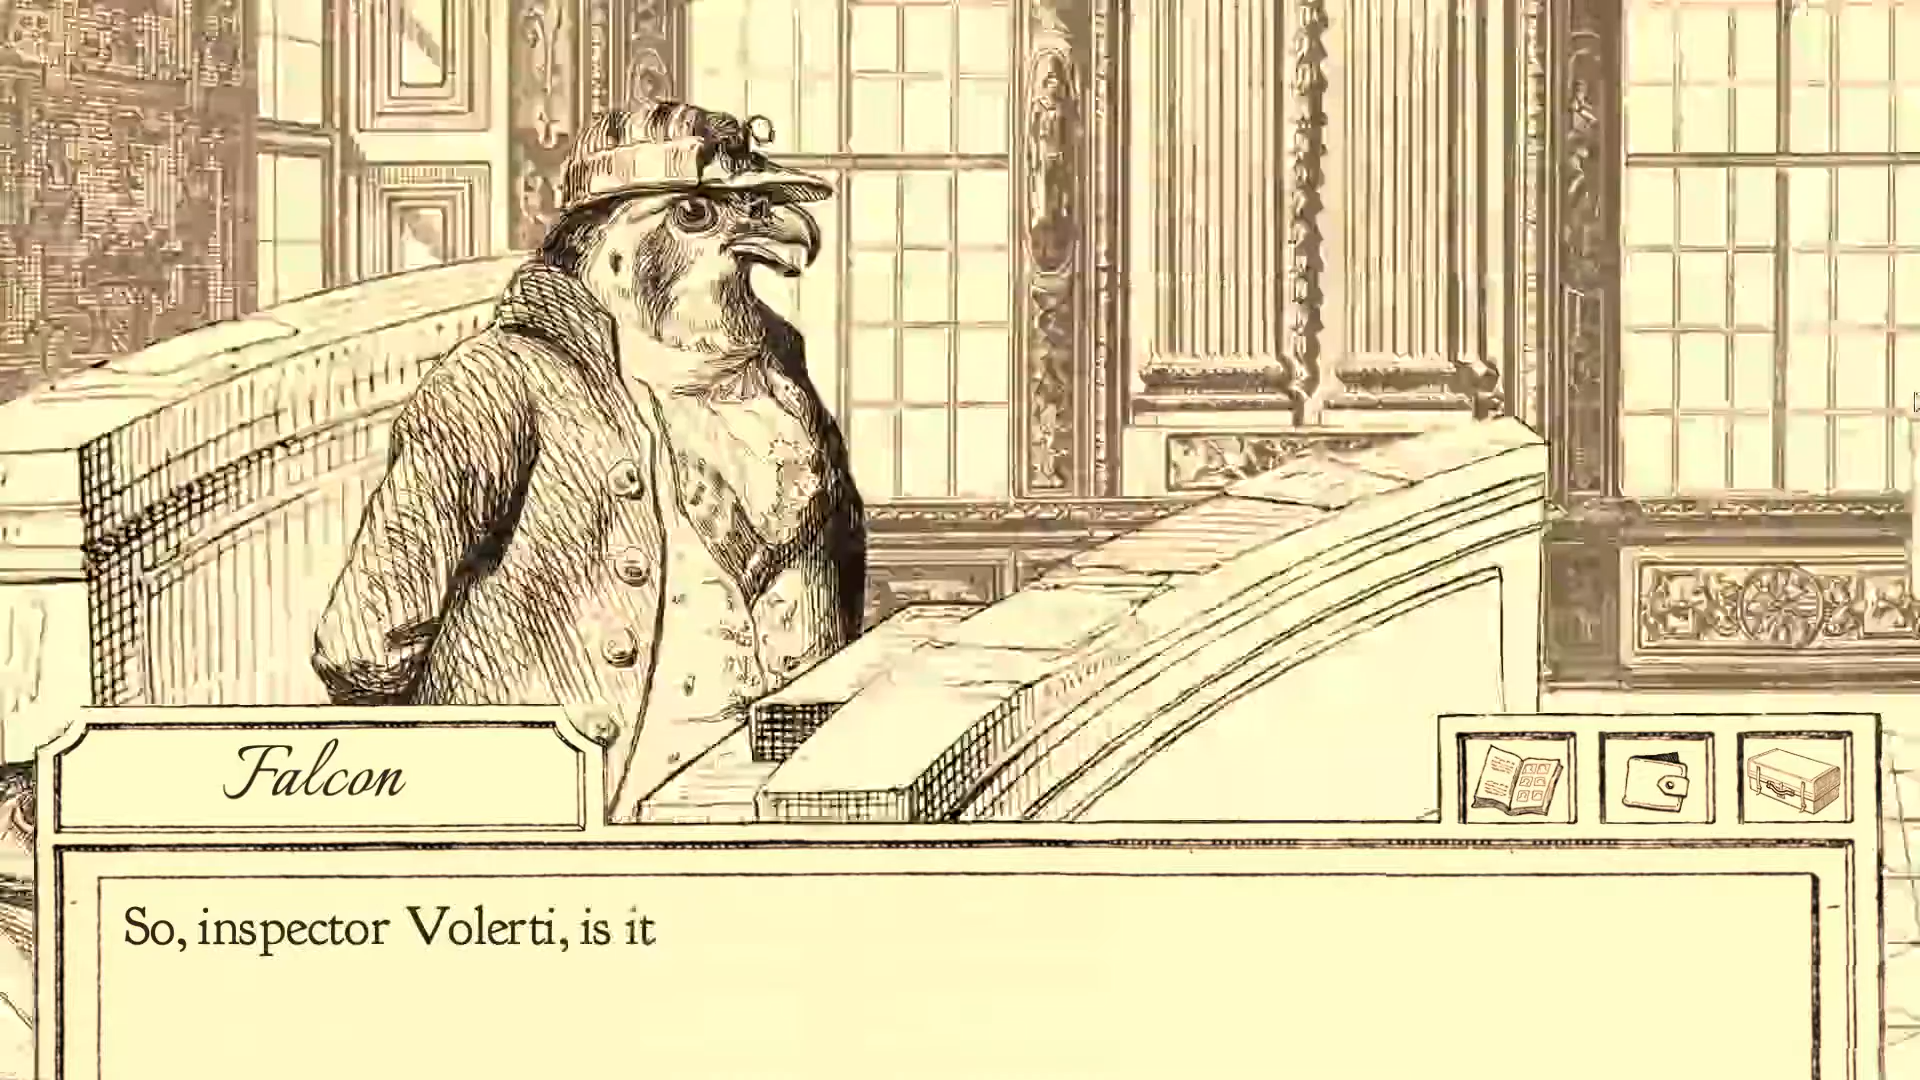 Falcon
So, inspector Volerti, is it